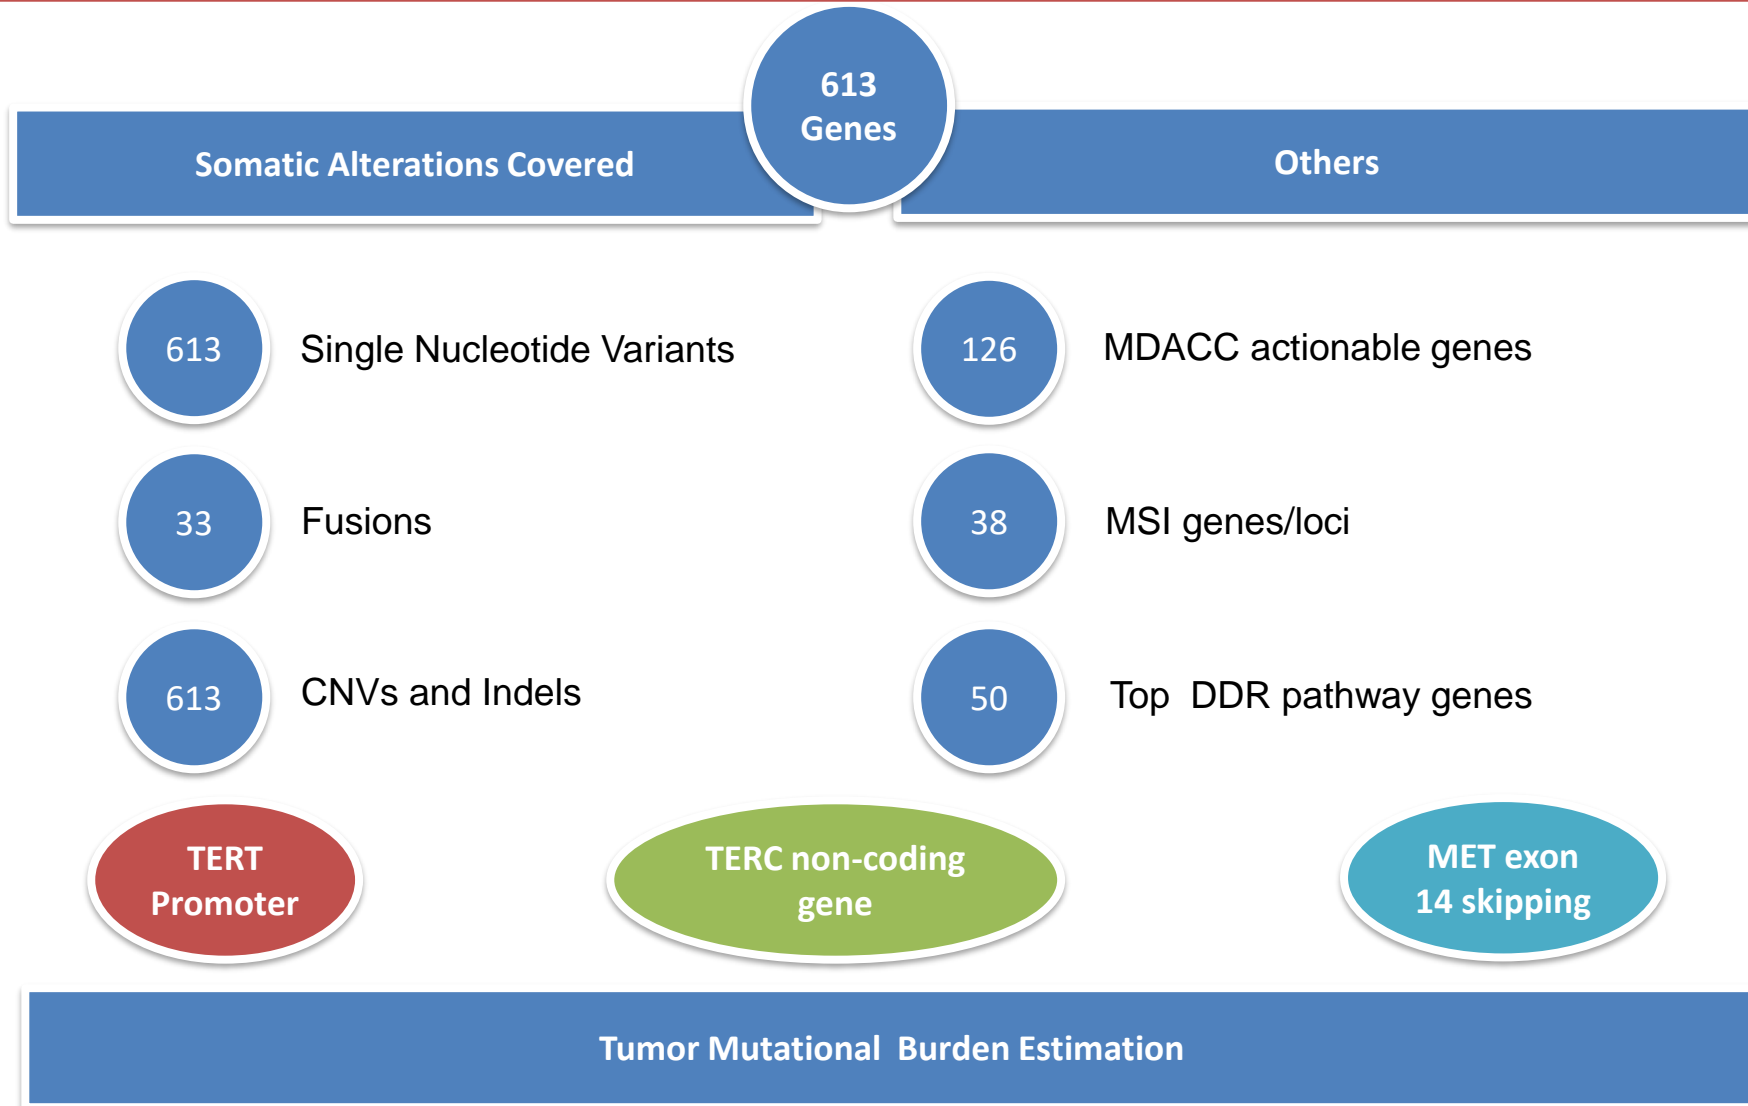 613
Genes
Somatic Alterations Covered
Others
613
Single Nucleotide Variants
126
MDACC actionable genes
33
Fusions
38
MSI genes/loci
613
CNVs and Indels
50
Top DDR pathway genes
TERT
Promoter
TERC non-coding
gene
MET exon
14 skipping
Tumor Mutational Burden Estimation